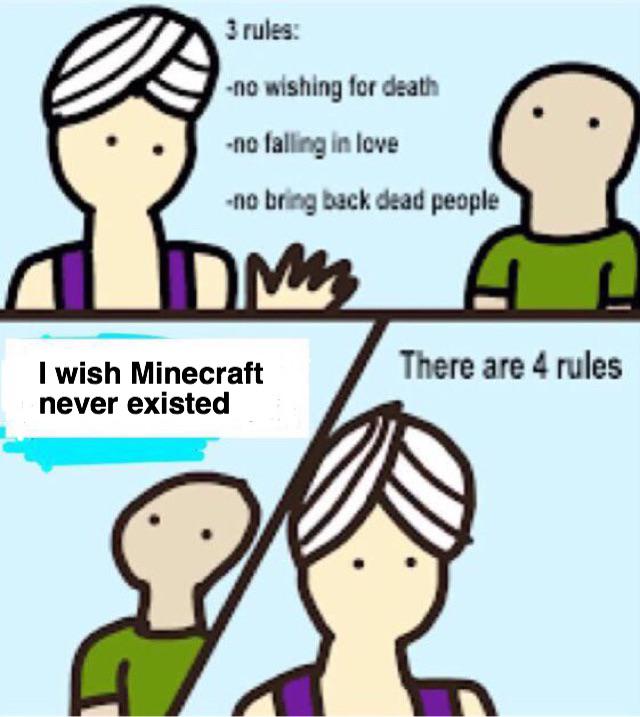 3 rules:
-no wishing for death
-no falling in love
-no bring back dead people
I wish Minecraft
never existed
There are 4 rules